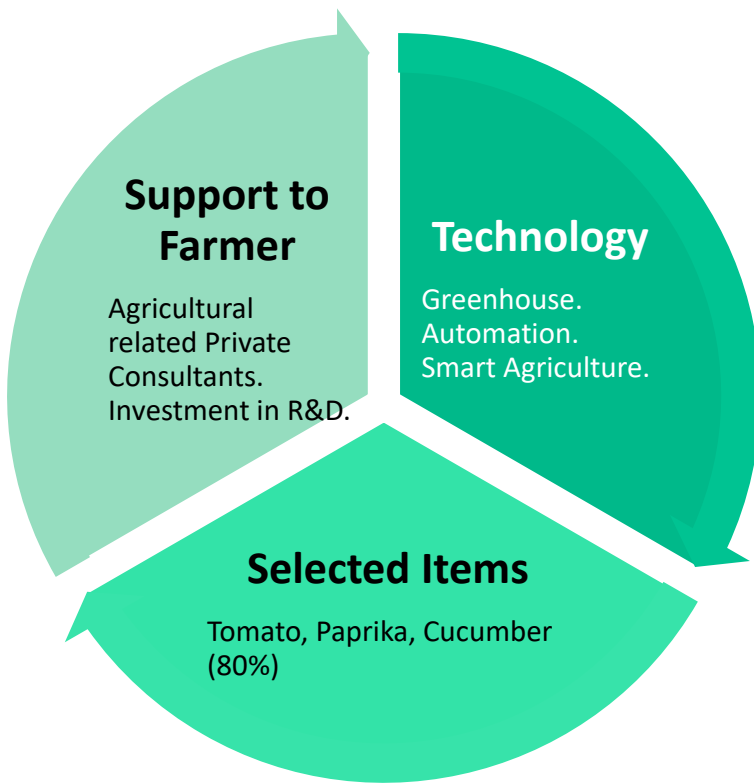 Support to
Farmer
Agricultural
related Private
Consultants.
Investment in R&D.
Technology
Greenhouse.
Automation.
Smart Agriculture.
Selected Items
Tomato, Paprika, Cucumber
(80%)